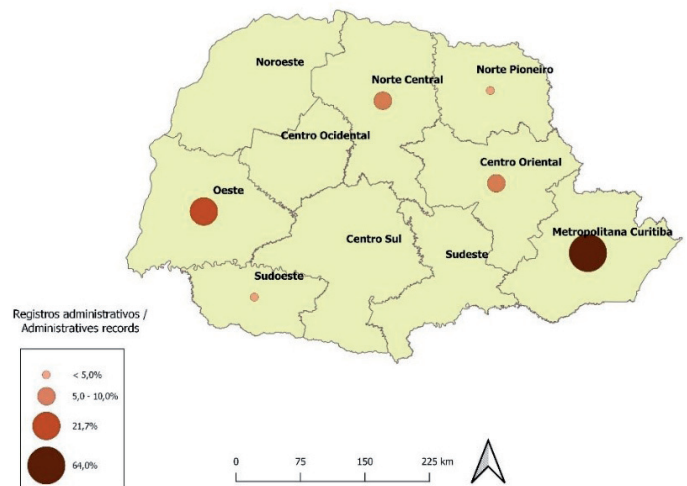 Noroeste
Norte Central
Norte Pioneiro
Centro Ocidental
Centro Oriental
Oeste
Centro Sul
Sudeste
Metropolitana Curitiba
Sudoeste
Registros administrativos /
Administratives records
< 5,0%
5,0 - 10,0%
21,7%
64,0%
0 75 150 225 km